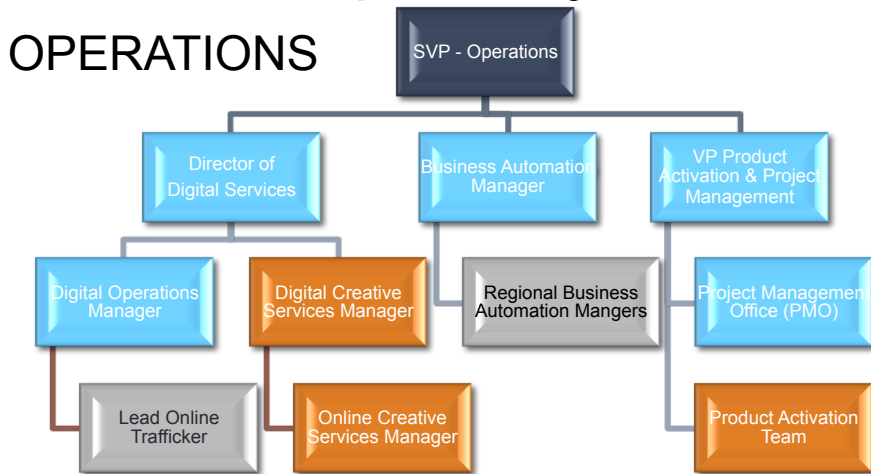 OPERATIONS
SVP - Operations
Director of
Digital Services
Business Automation
Manager
VP Product
Activation & Project
Management
Digital Operations
Manager
Digital Creative
Services Manager
Regional Business
Automation Mangers
Project Management
Office (PMO)
Lead Online
Trafficker
Online Creative
Services Manager
Product Activation
Team